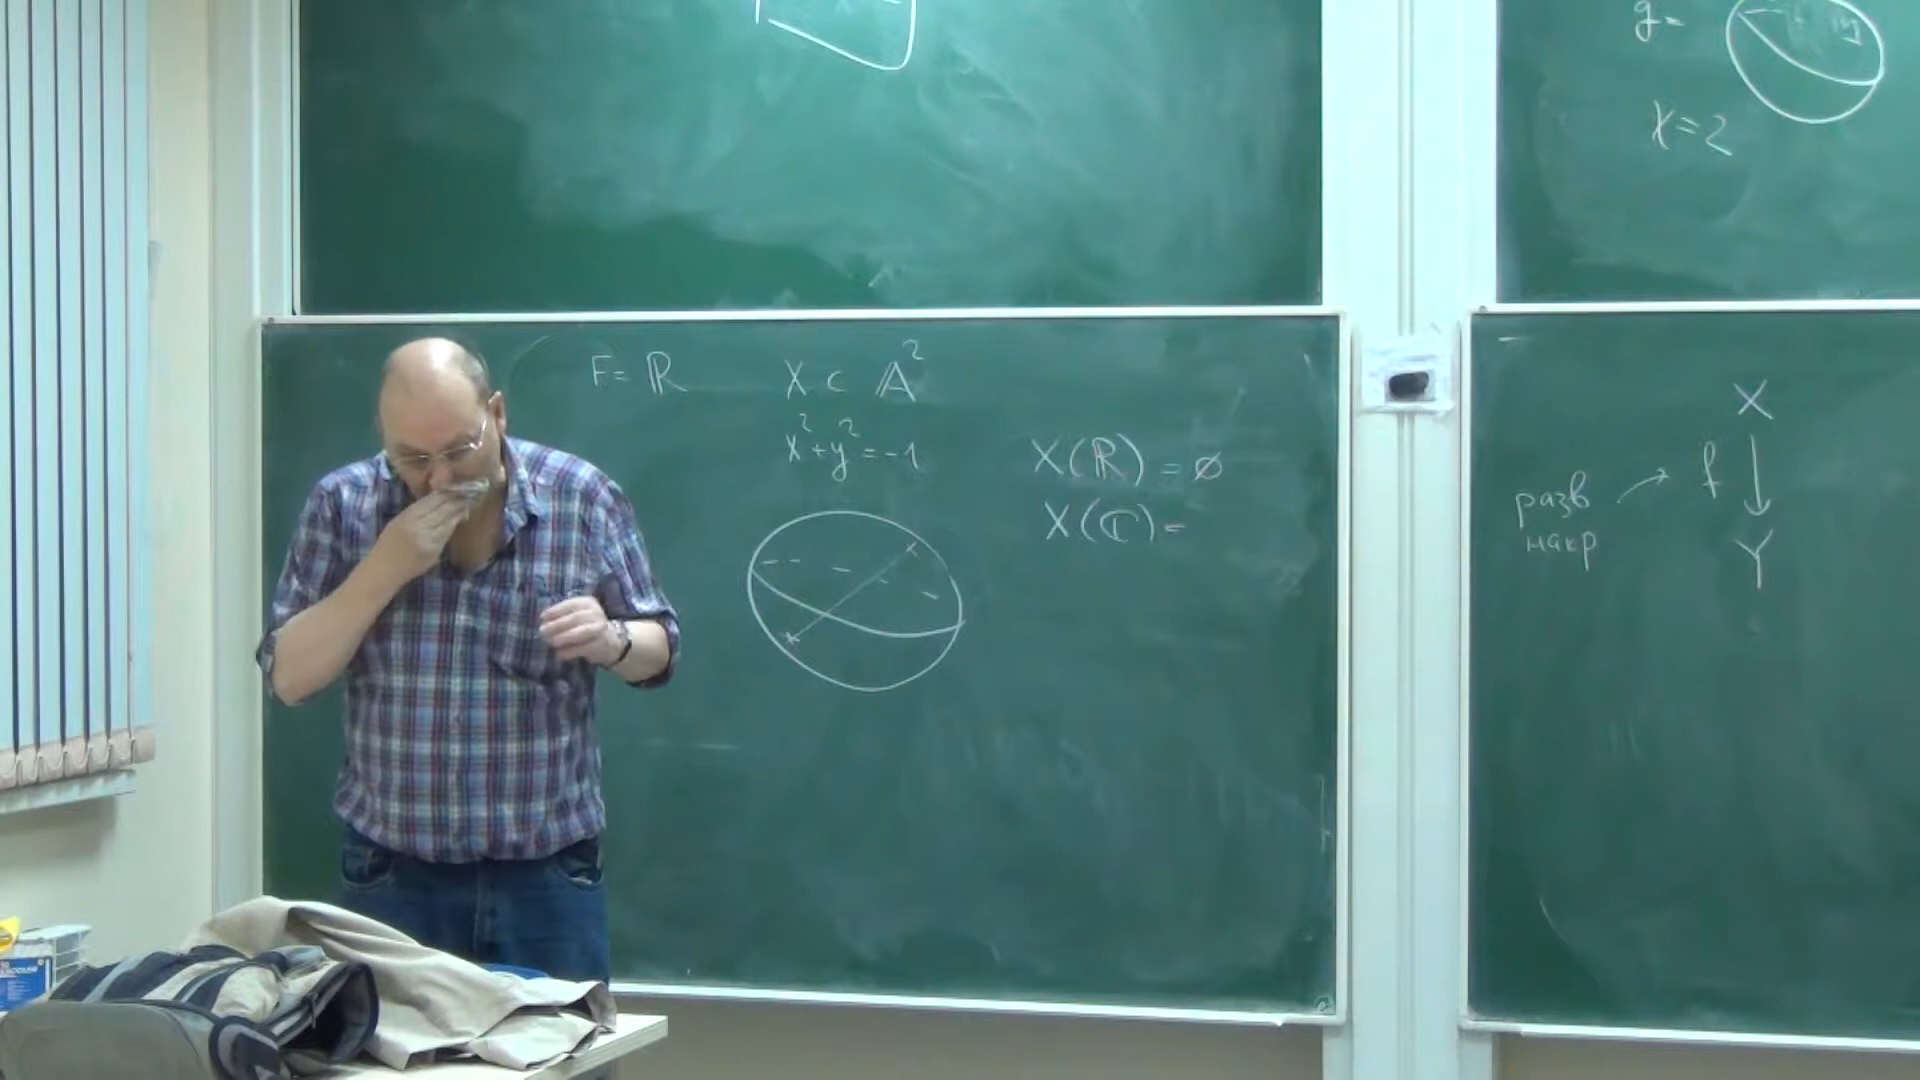 F = ℝ
X ⊂ 𝔸²
x² + y² = -1
X(ℝ) = ∅
X(ℂ) =
g =
χ = 2
X
f
Y
разв
накр